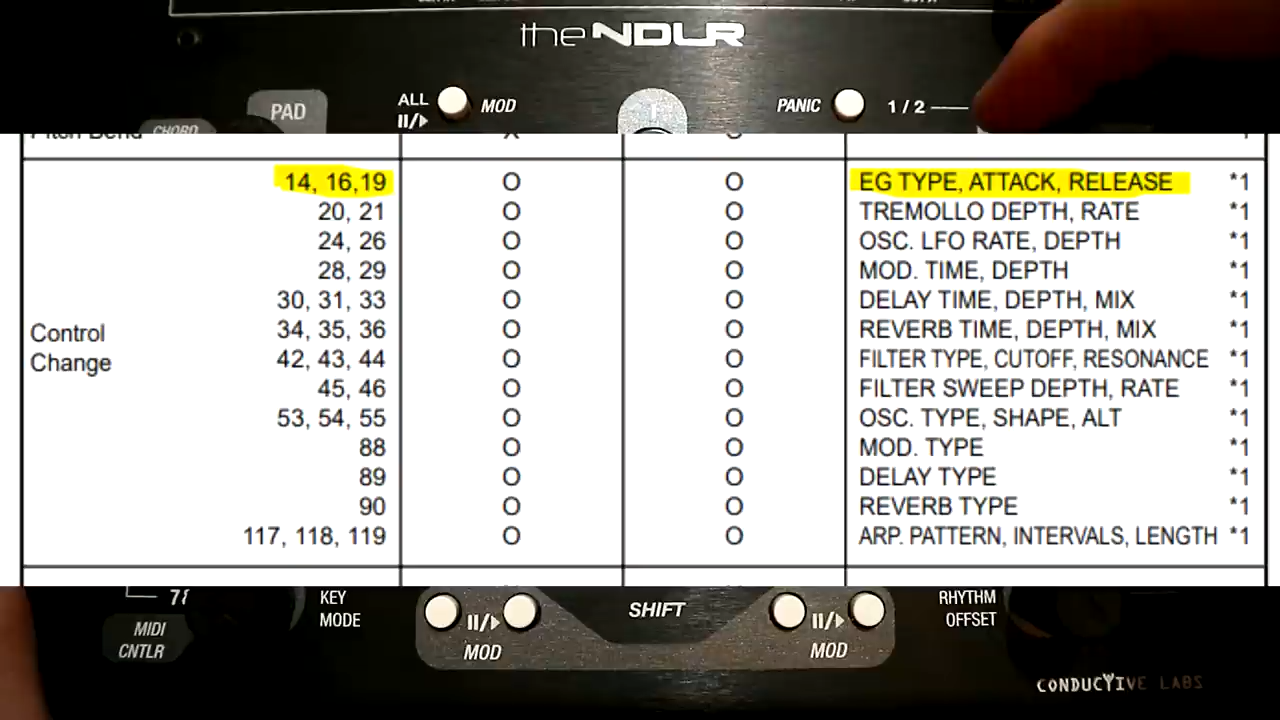 the NDLR
PAD
ALL
MOD
PANIC
1 / 2
CHORD
Pitch Bend
14, 16,19 O O EG TYPE, ATTACK, RELEASE *1
20, 21 O O TREMOLLO DEPTH, RATE *1
24, 26 O O OSC. LFO RATE, DEPTH *1
28, 29 O O MOD. TIME, DEPTH *1
30, 31, 33 O O DELAY TIME, DEPTH, MIX *1
Control 34, 35, 36 O O REVERB TIME, DEPTH, MIX *1
Change 42, 43, 44 O O FILTER TYPE, CUTOFF, RESONANCE *1
45, 46 O O FILTER SWEEP DEPTH, RATE *1
53, 54, 55 O O OSC. TYPE, SHAPE, ALT *1
88 O O MOD. TYPE *1
89 O O DELAY TYPE *1
90 O O REVERB TYPE *1
117, 118, 119 O O ARP. PATTERN, INTERVALS, LENGTH *1
KEY
MODE
SHIFT
RHYTHM
OFFSET
MIDI
CNTLR
MOD
MOD
CONDUCTIVE LABS